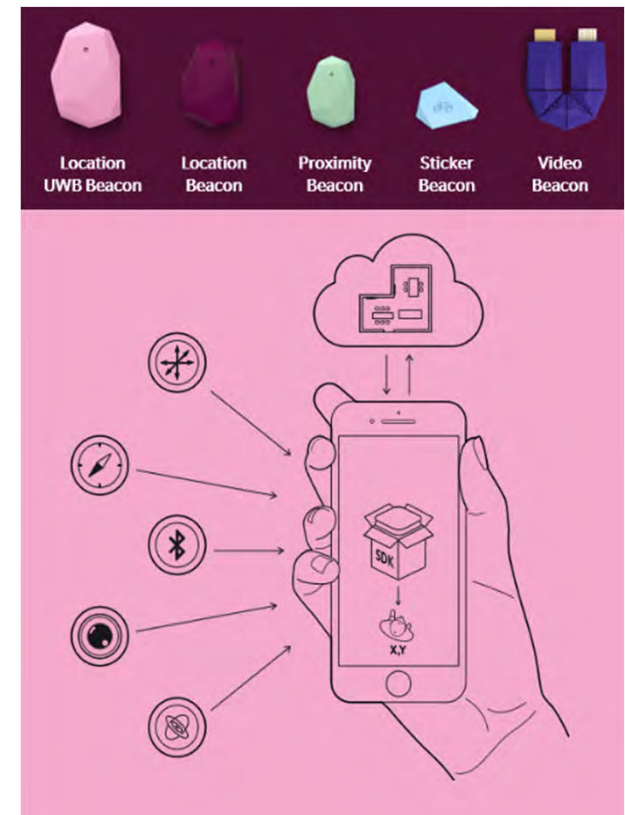 Location
UWB Beacon
Location
Beacon
Proximity
Beacon
Sticker
Beacon
Video
Beacon
SDK
X,Y